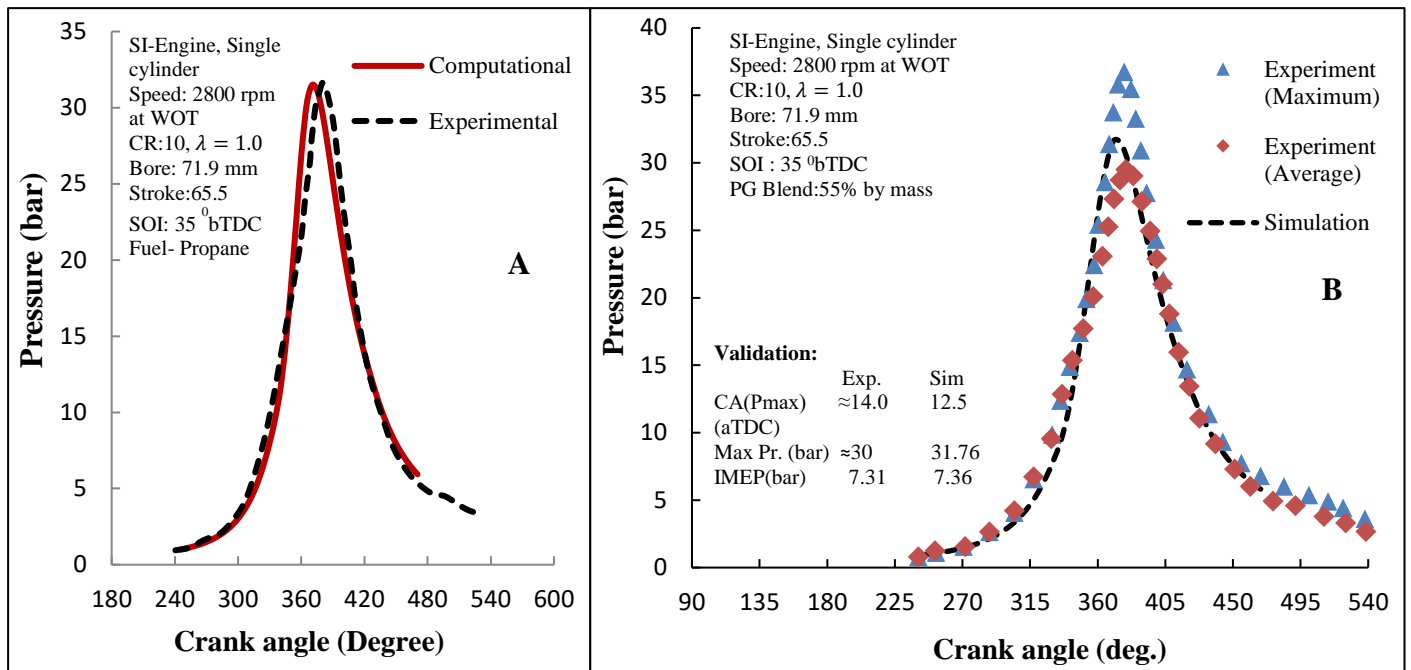 35
30
25
20
15
10
5
0
Pressure (bar)
SI-Engine, Single
cylinder
Speed: 2800 rpm
at WOT
CR:10, λ = 1.0
Bore: 71.9 mm
Stroke:65.5
SOI: 35 ⁰bTDC
Fuel- Propane
Computational
Experimental
A
180 240 300 360 420 480 540 600
Crank angle (Degree)
40
35
30
25
20
15
10
5
0
Pressure (bar)
SI-Engine, Single cylinder
Speed: 2800 rpm at WOT
CR:10, λ = 1.0
Bore: 71.9 mm
Stroke:65.5
SOI : 35 ⁰bTDC
PG Blend:55% by mass
Experiment
(Maximum)
Experiment
(Average)
Simulation
B
Validation:
Exp. Sim
CA(Pmax) ≈14.0 12.5
(aTDC)
Max Pr. (bar) ≈30 31.76
IMEP(bar) 7.31 7.36
90 135 180 225 270 315 360 405 450 495 540
Crank angle (deg.)